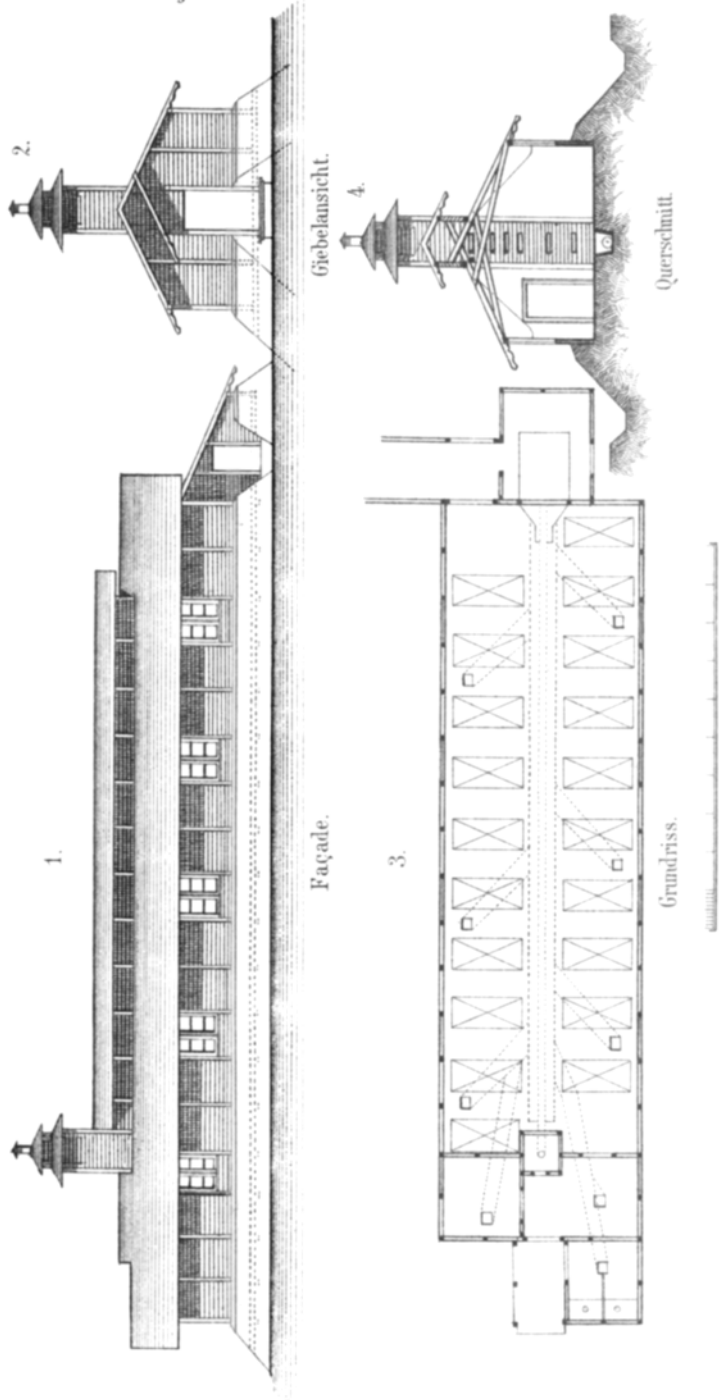 1.
Façade.
2.
Giebelansicht.
3.
Grundriss.
4.
Querschnitt.